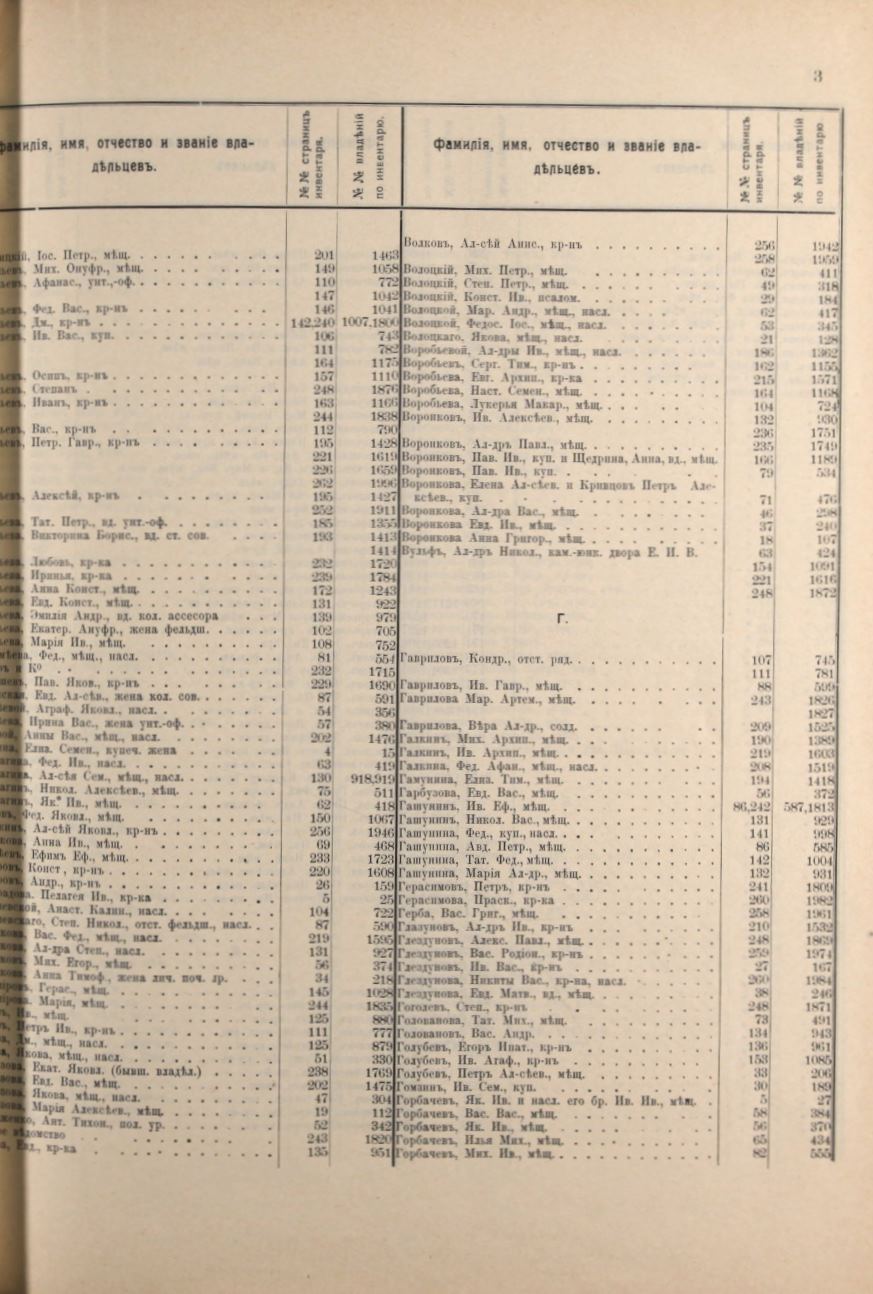 3
фамилія, имя, отчество и званіе вла-
дѣльцевъ.
№№ страницъ инвентаря.
№№ владѣній по инвентарю.
Іос. Петр., мѣщ. 201 1463
Мих. Онуфр., мѣщ. 149 1058
Афанас., унт.-оф. 110 772
147 1042
Фед. Вас., кр-нъ 146 1041
Дм., кр-нъ 142,240 1007,1800
Ив. Вас., куп. 106 743
111 782
164 1175
Осипъ, кр-нъ 157 1110
Степанъ 248 1876
Иванъ, кр-нъ 163 1166
244 1838
Вас., кр-нъ 112 790
Петр. Гавр., кр-нъ 195 1428
221 1619
226 1659
262 1996
Алексѣй, кр-нъ 195 1427
252 1911
Тат. Петр., вд. унт.-оф. 185 1355
Викторина Борис., вд. ст. сов. 193 1413
1414
Любовь, кр-ка 232 1720
Иринья, кр-ка 239 1784
Анна Конст., мѣщ. 172 1243
Евд. Конст., мѣщ. 131 922
Эмилія Андр., вд. кол. ассесора 139 979
Екатер. Ануфр., жена фельдш. 102 705
Марія Ив., мѣщ. 108 752
Фед., мѣщ., насл. 81 554
и К⁰ 232 1715
Пав. Яков., кр-нъ 229 1690
Евд. Ал-сѣв., жена кол. сов. 87 591
Аграф. Яковл., насл. 54 356
Ирина Вас., жена унт.-оф. 57 380
Анны Вас., мѣщ., насл. 202 1476
Елиз. Семен., купеч. жена 4 15
Фед. Ив., насл. 63 419
Ал-сѣя Сем., мѣщ., насл. 130 918,919
Никол. Алексѣев., мѣщ. 75 511
Як. Ив., мѣщ. 62 418
Фед. Яковл., мѣщ. 150 1067
Ал-сѣй Яковл., кр-нъ 256 1946
Анна Ив., мѣщ. 69 468
Ефимъ Еф., мѣщ. 233 1723
Конст, кр-нъ 220 1608
Андр., кр-нъ 26 159
Пелагея Ив., кр-ка 5 25
Анаст. Калин., насл. 104 722
Степ. Никол., отст. фельдш., насл. 87 590
Вас. Фед., мѣщ., насл. 219 1595
Ал-дра Степ., насл. 131 927
Мих. Егор., мѣщ. 56 374
Анна Тимоф., жена лич. поч. гр. 34 218
Герас., мѣщ. 145 1028
Марія, мѣщ. 244 1835
Ив., мѣщ. 125 880
Петръ Ив., кр-нъ 111 777
Дм., мѣщ., насл. 125 879
Якова, мѣщ., насл. 51 330
Екат. Яковл. (бывш. владѣл.) 238 1769
Евд. Вас., мѣщ. 202 1475
Якова, мѣщ., насл. 47 304
Марія Алексѣев., мѣщ. 19 112
Ант. Тихон., пол. ур. 52 342
243 1820
кр-ка 135 951
фамилія, имя, отчество и званіе вла-
дѣльцевъ.
№№ страницъ инвентаря.
№№ владѣній по инвентарю
Волковъ, Ал-сѣй Анис., кр-нъ 256 1942
258 1959
Волоцкій, Мих. Петр., мѣщ. 62 411
Волоцкій, Степ. Петр., мѣщ. 49 318
Волоцкій, Конст. Ив., псалом. 29 184
Волоцкой, Мар. Андр., мѣщ., насл. 62 417
Волоцкой, Федос. Іос., мѣщ., насл. 53 345
Волоцкаго, Якова, мѣщ., насл. 21 128
Воробьевой, Ал-дры Ив., мѣщ., насл. 186 1362
Воробьевъ, Серг. Тим., кр-нъ 162 1155
Воробьева, Евг. Архип., кр-ка 215 1571
Воробьева, Наст. Семен., мѣщ. 164 1168
Воробьева, Лукерья Макар., мѣщ. 104 724
Воронковъ, Ив. Алексѣев., мѣщ. 132 930
236 1751
Воронковъ, Ал-дръ Павл., мѣщ. 235 1749
Воронковъ, Пав. Ив., куп. и Щедрина, Анна, вд., мѣщ. 166 1189
Воронковъ, Пав. Ив., куп. 79 534
Воронкова, Елена Ал-сѣев. и Кривцовъ Петръ Але-
ксѣев., куп. 71 476
Воронкова, Ал-дра Вас., мѣщ. 46 298
Воронкова Евд. Ив., мѣщ. 37 240
Воронкова Анна Григор., мѣщ. 18 107
Вульфъ, Ал-дръ Никол., кам.-юнк. двора Е. И. В. 63 424
154 1091
221 1616
248 1872
Г.
Гавриловъ, Кондр., отст. ряд. 107 745
111 781
Гавриловъ, Ив. Гавр., мѣщ. 88 599
Гаврилова Мар. Артем., мѣщ. 243 1826
1827
Гаврилова, Вѣра Ал-др., солд. 209 1525
Галкинъ, Мих. Архип., мѣщ. 190 1389
Галкинъ, Ив. Архип., мѣщ. 219 1603
Галкина, Фед. Афан., мѣщ., насл. 208 1519
Гамунина, Елиз. Тим., мѣщ. 194 1418
Гарбузова, Евд. Вас., мѣщ. 56 372
Гашунинъ, Ив. Еф., мѣщ. 86,242 587,1813
Гашунинъ, Никол. Вас., мѣщ. 131 929
Гашунина, Фед., куп., насл. 141 998
Гашунина, Авд. Петр., мѣщ. 86 585
Гашунина, Тат. Фед., мѣщ. 142 1004
Гашунина, Марія Ал-др., мѣщ. 132 931
Герасимовъ, Петръ, кр-нъ 241 1809
Герасимова, Праск., кр-ка 260 1982
Герба, Вас. Григ., мѣщ. 258 1961
Глазуновъ, Ал-дръ Ив., кр-нъ 210 1532
Глездуновъ, Алекс. Павл., мѣщ. 248 1869
Глездуновъ, Вас. Родіон., кр-нъ 259 1974
Глездуновъ, Ив. Вас., кр-нъ 27 167
Глездунова, Никиты Вас., кр-на, насл. 260 1984
Глездунова, Евд. Матв., вд., мѣщ. 38 246
Гоголевъ, Степ., кр-нъ 248 1871
Голованова, Тат. Мих., мѣщ. 73 491
Головановъ, Вас. Андр. 134 943
Голубевъ, Егоръ Ипат., кр-нъ 136 961
Голубевъ, Ив. Агаф., кр-нъ 153 1085
Голубевъ, Петръ Ал-сѣев. 33 206
Гомзинъ, Ив. Сем., куп. 30 189
Горбачевъ, Як. Ив. и насл. его бр. Ив. Ив., мѣщ. 5 27
Горбачевъ, Вас. Вас., мѣщ. 58 384
Горбачевъ, Як. Ив., мѣщ. 56 370
Горбачевъ, Илья Мих., мѣщ. 65 434
Горбачевъ, Мих. Ив., мѣщ. 82 555